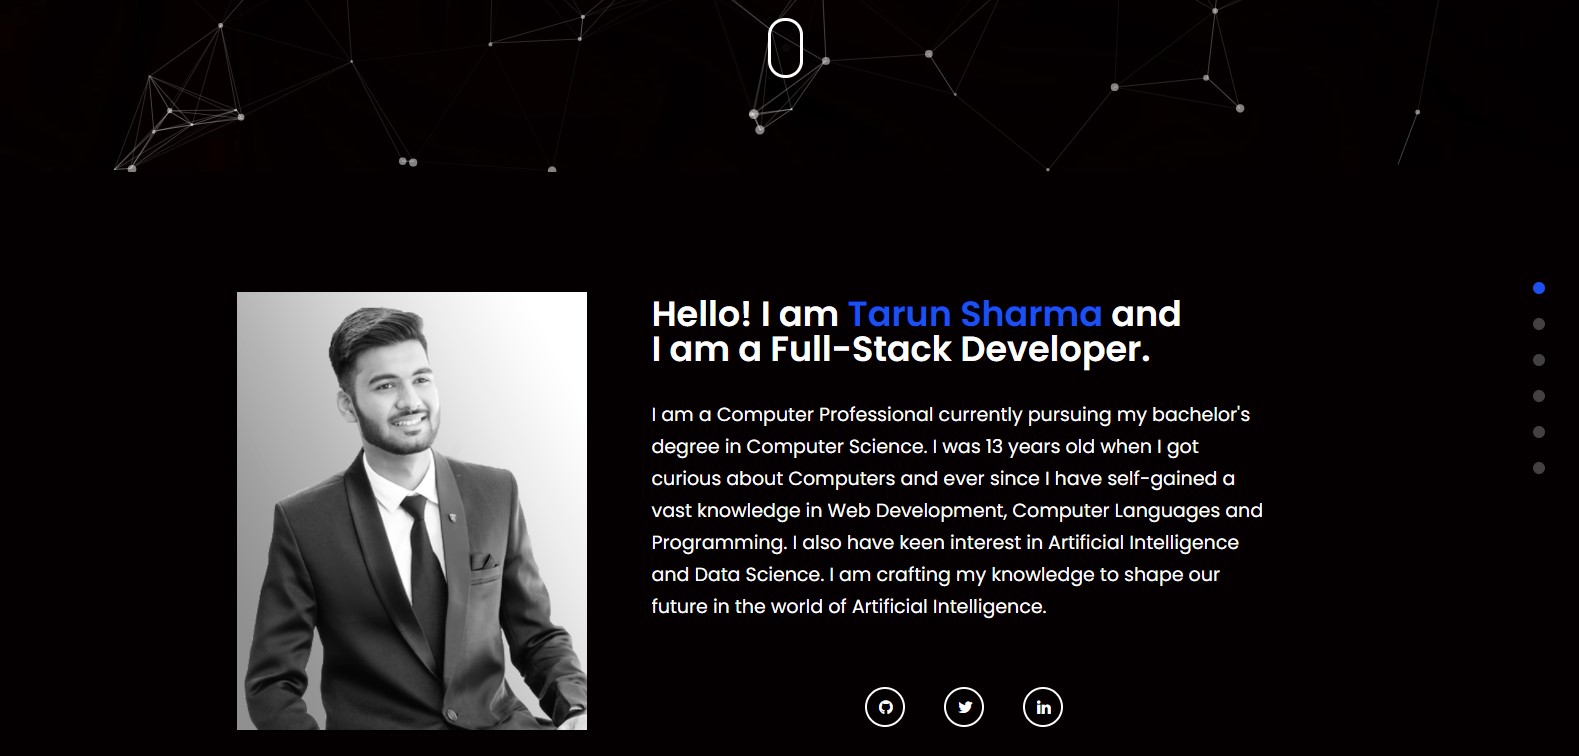 Hello! I am Tarun Sharma and
I am a Full-Stack Developer.
I am a Computer Professional currently pursuing my bachelor's
degree in Computer Science. I was 13 years old when I got
curious about Computers and ever since I have self-gained a
vast knowledge in Web Development, Computer Languages and
Programming. I also have keen interest in Artificial Intelligence
and Data Science. I am crafting my knowledge to shape our
future in the world of Artificial Intelligence.